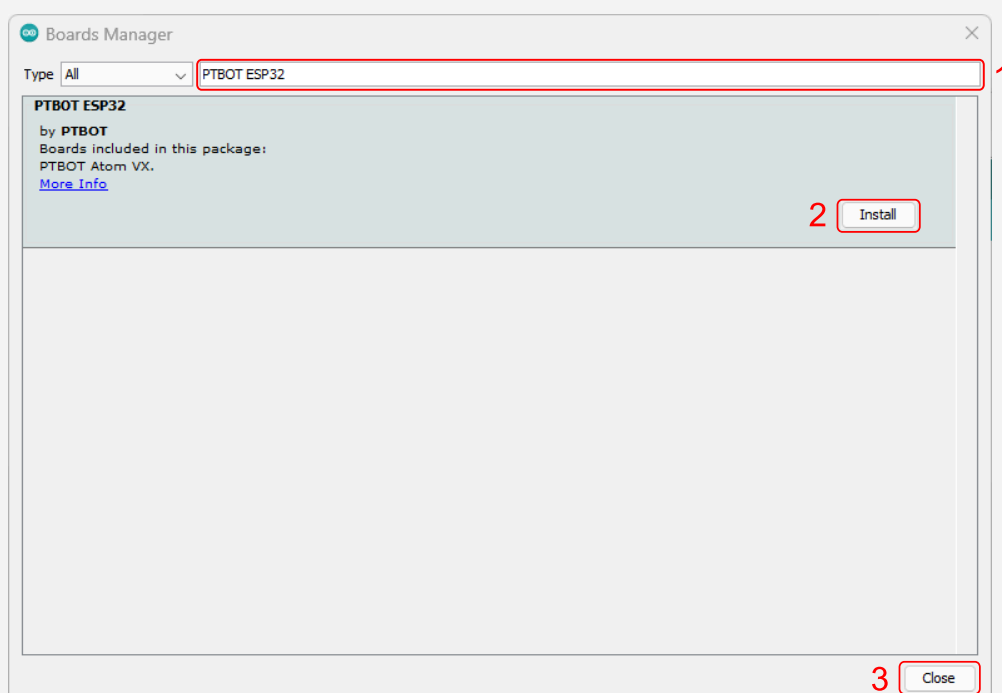 Boards Manager
Type All PTBOT ESP32
1
PTBOT ESP32
by PTBOT
Boards included in this package:
PTBOT Atom VX.
More Info
2 Install
3 Close